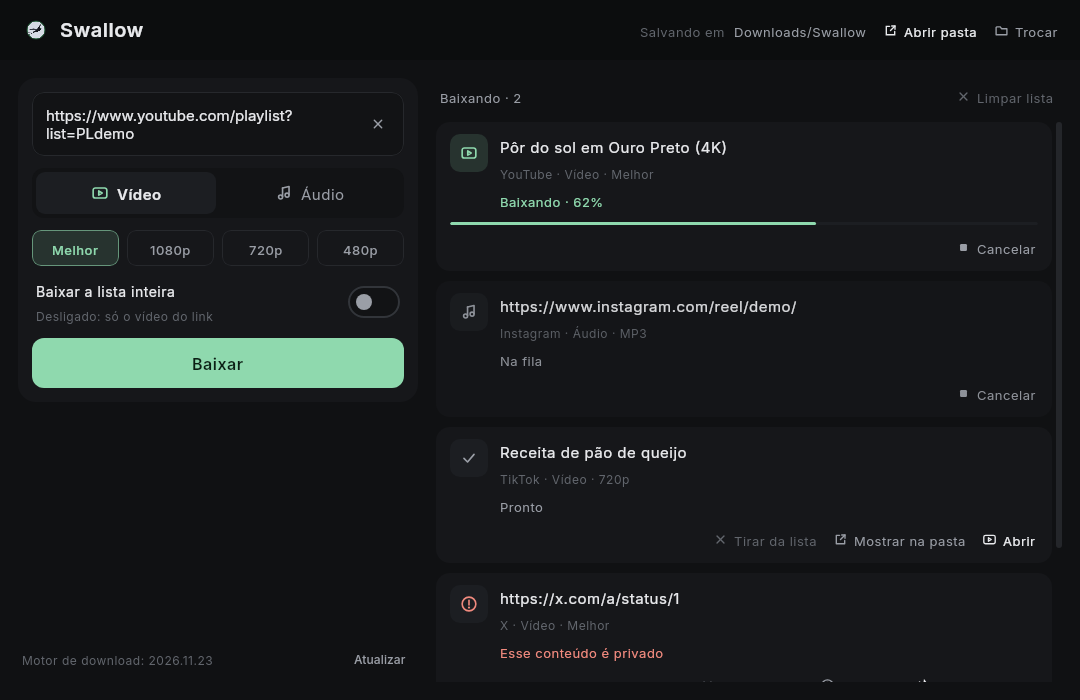 Swallow
Salvando em Downloads/Swallow Abrir pasta Trocar
https://www.youtube.com/playlist?
list=PLdemo
Vídeo Áudio
Melhor 1080p 720p 480p
Baixar a lista inteira
Desligado: só o vídeo do link
Baixar
Motor de download: 2026.11.23 Atualizar
Baixando · 2 Limpar lista
Pôr do sol em Ouro Preto (4K)
YouTube · Vídeo · Melhor
Baixando · 62%
Cancelar
https://www.instagram.com/reel/demo/
Instagram · Áudio · MP3
Na fila
Cancelar
Receita de pão de queijo
TikTok · Vídeo · 720p
Pronto
Tirar da lista Mostrar na pasta Abrir
https://x.com/a/status/1
X · Vídeo · Melhor
Esse conteúdo é privado